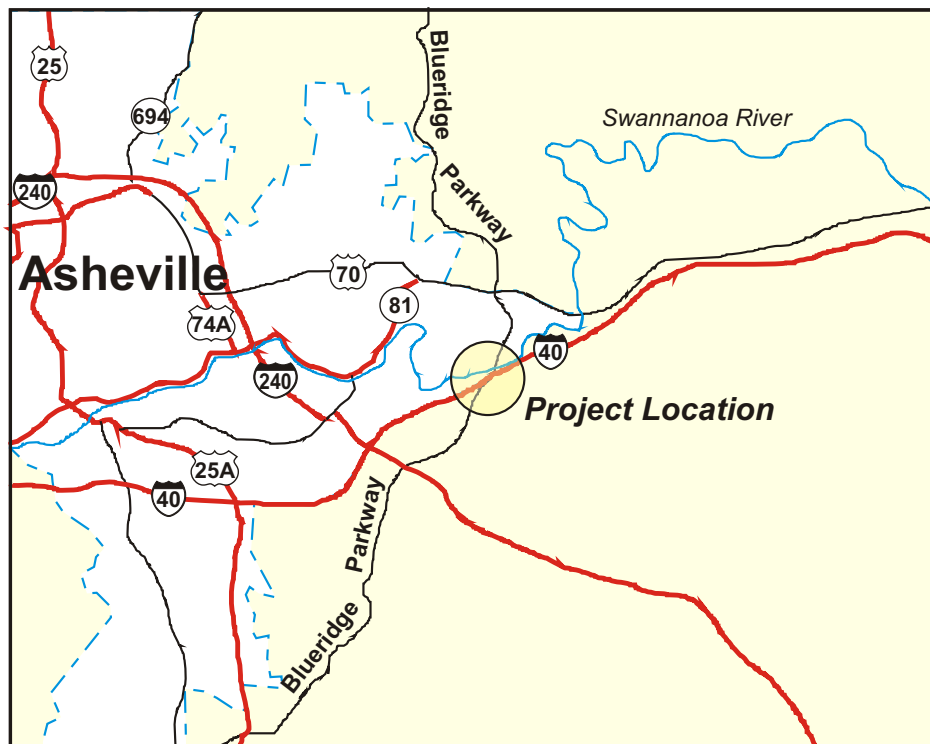 25
Blueridge
694
Swannanoa River
240
Parkway
Asheville
70
81
74A
40
240
Project Location
25A
40
Parkway
Blueridge